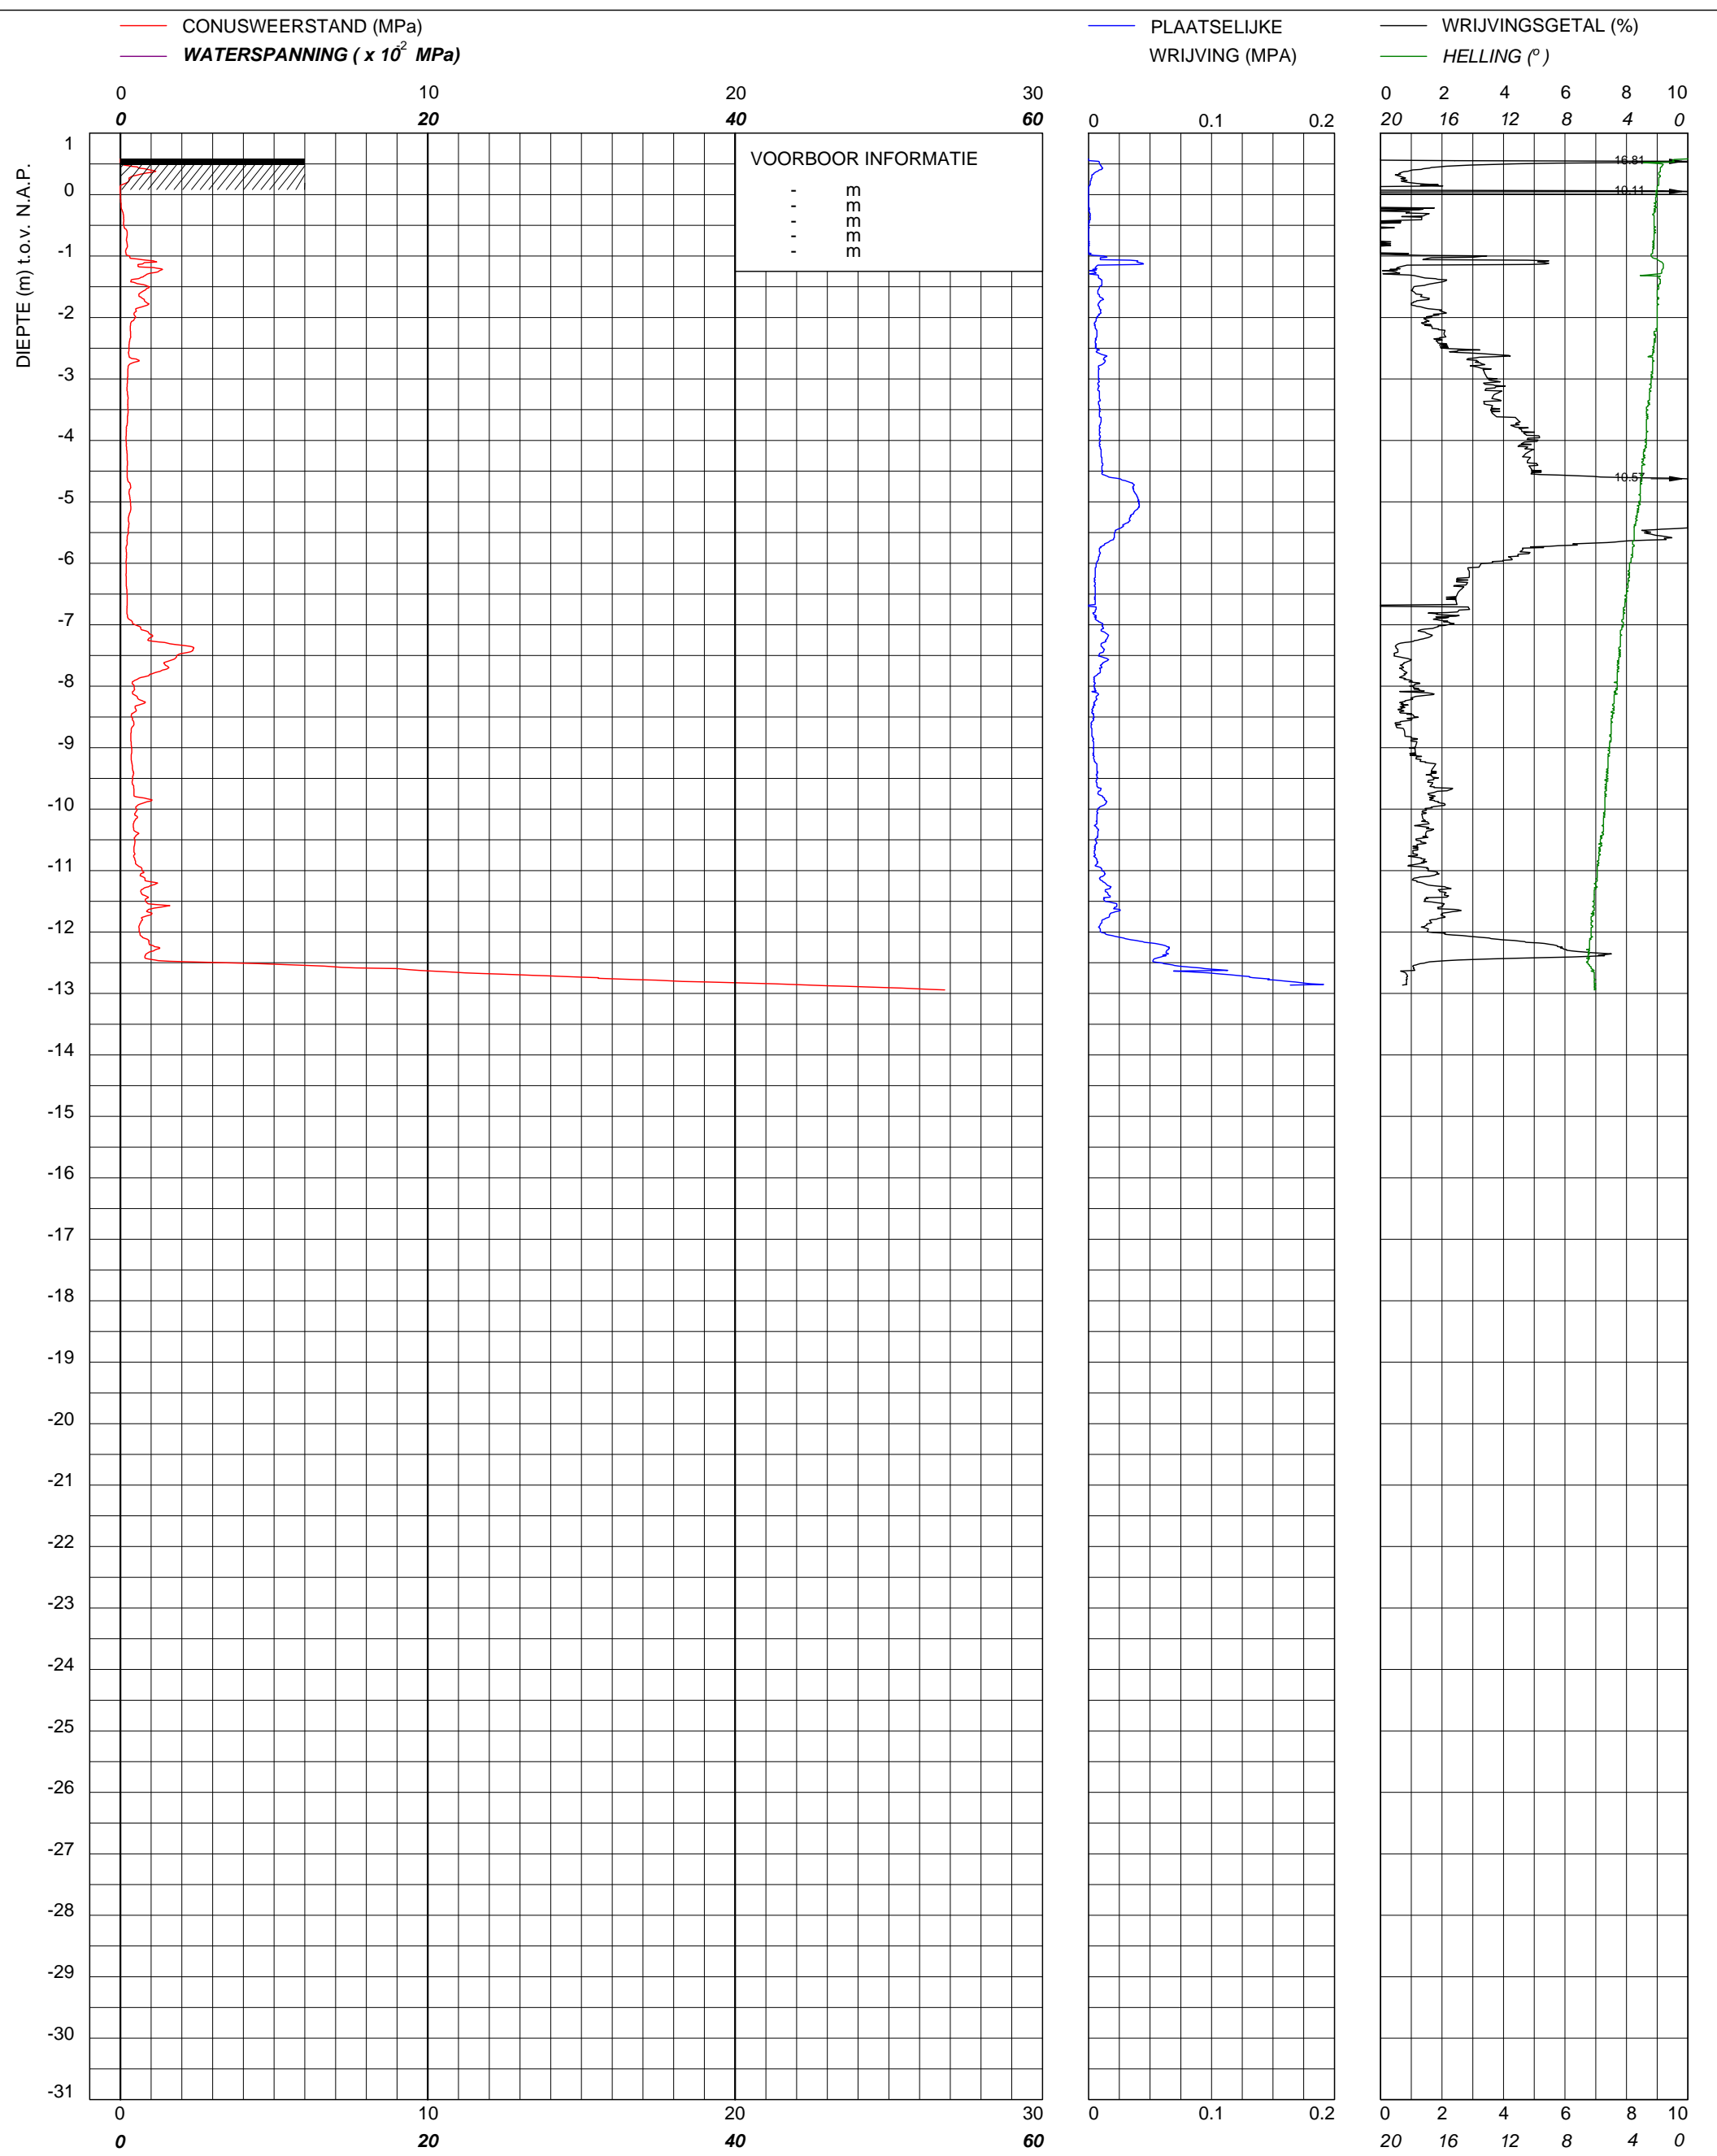 CONUSWEERSTAND (MPa)
WATERSPANNING ( x 10-2 MPa)
PLAATSELIJKE
WRIJVING (MPA)
WRIJVINGSGETAL (%)
HELLING (º)
0 10 20 30
0 20 40 60
0 0.1 0.2
0 2 4 6 8 10
20 16 12 8 4 0
DIEPTE (m) t.o.v. N.A.P.
VOORBOOR INFORMATIE
- m
- m
- m
- m
- m
16.81
10.11
10.57
1
0
-1
-2
-3
-4
-5
-6
-7
-8
-9
-10
-11
-12
-13
-14
-15
-16
-17
-18
-19
-20
-21
-22
-23
-24
-25
-26
-27
-28
-29
-30
-31
0 10 20 30
0 20 40 60
0 0.1 0.2
0 2 4 6 8 10
20 16 12 8 4 0